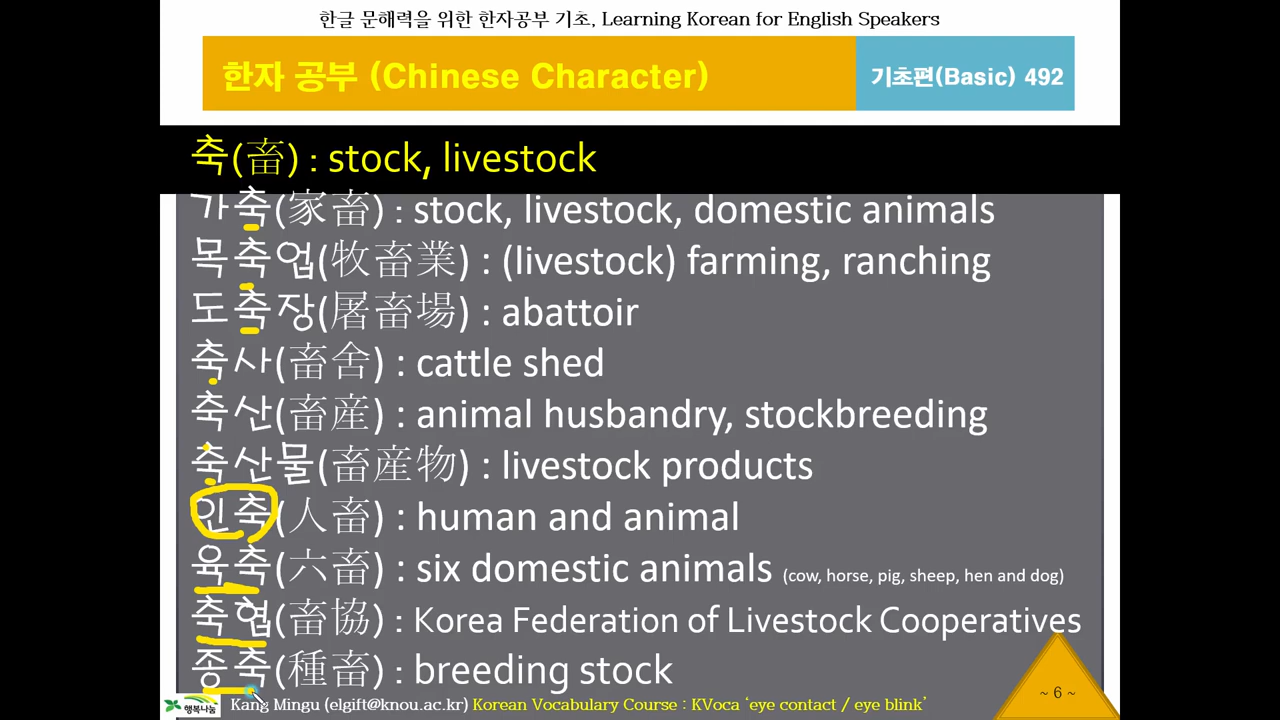 한글 문해력을 위한 한자공부 기초, Learning Korean for English Speakers
한자 공부 (Chinese Character)
기초편(Basic) 492
축(畜) : stock, livestock
가축(家畜) : stock, livestock, domestic animals
목축업(牧畜業) : (livestock) farming, ranching
도축장(屠畜場) : abattoir
축사(畜舍) : cattle shed
축산(畜産) : animal husbandry, stockbreeding
축산물(畜産物) : livestock products
인축(人畜) : human and animal
육축(六畜) : six domestic animals (cow, horse, pig, sheep, hen and dog)
축협(畜協) : Korea Federation of Livestock Cooperatives
종축(種畜) : breeding stock
~ 6 ~
행복나눔
Kang Mingu (elgift@knou.ac.kr) Korean Vocabulary Course : KVoca ‘eye contact / eye blink’